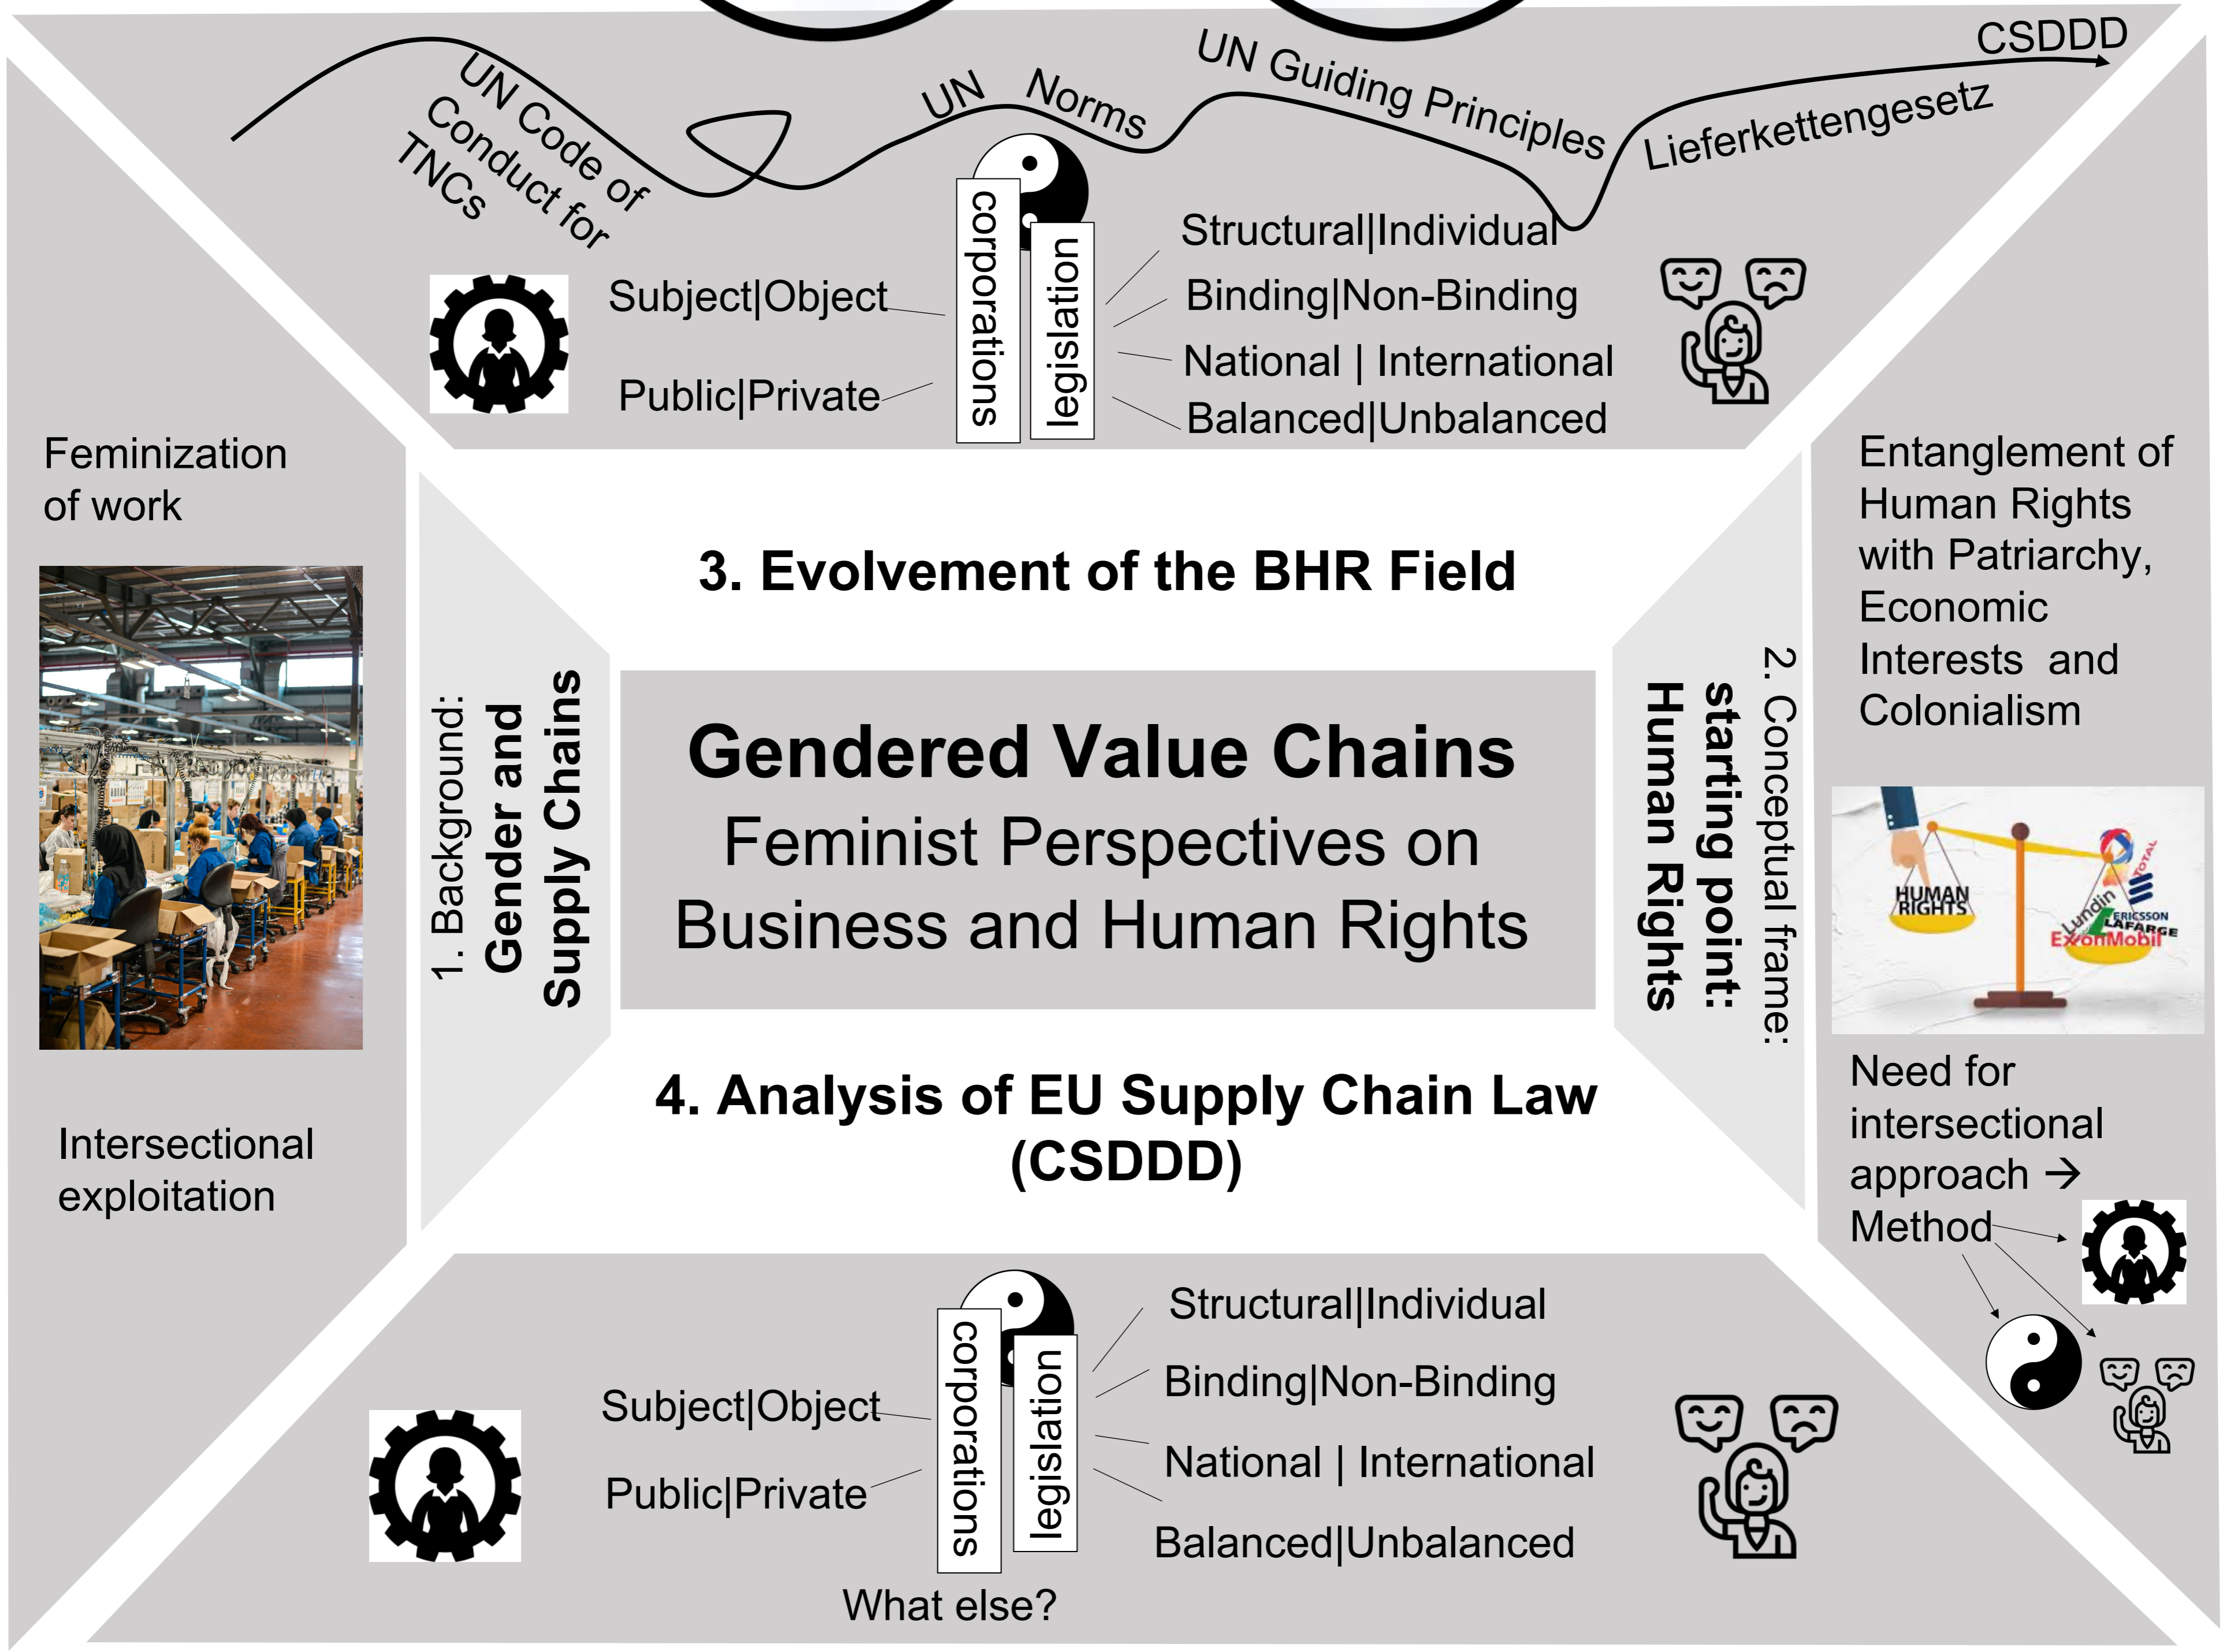 CSDDD
UN Code of
Conduct for
TNCs
UN Norms
UN Guiding Principles
Lieferkettengesetz
Subject|Object
Public|Private
corporations
legislation
Structural|Individual
Binding|Non-Binding
National | International
Balanced|Unbalanced
Feminization
of work
Intersectional
exploitation
1. Background:
Gender and
Supply Chains
3. Evolvement of the BHR Field
Gendered Value Chains
Feminist Perspectives on
Business and Human Rights
4. Analysis of EU Supply Chain Law
(CSDDD)
2. Conceptual frame:
starting point:
Human Rights
Entanglement of
Human Rights
with Patriarchy,
Economic
Interests and
Colonialism
HUMAN
RIGHTS
TOTAL
Lundin
ERICSSON
LAFARGE
ExxonMobil
Need for
intersectional
approach →
Method
Subject|Object
Public|Private
corporations
legislation
Structural|Individual
Binding|Non-Binding
National | International
Balanced|Unbalanced
What else?